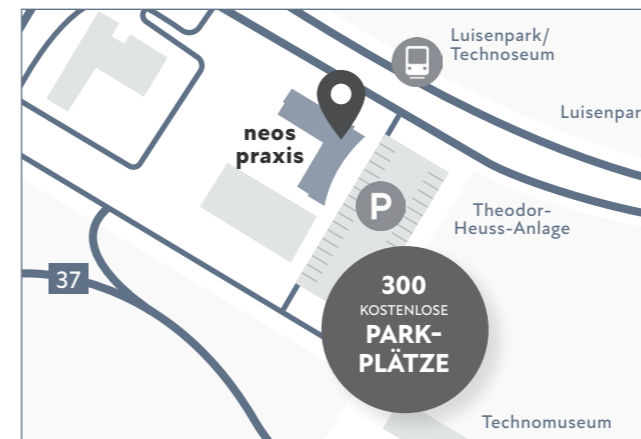 Luisenpark/
Technoseum
Luisenpar
neos
praxis
P
Theodor-
Heuss-Anlage
37
300
KOSTENLOSE
PARK-
PLÄTZE
Technomuseum